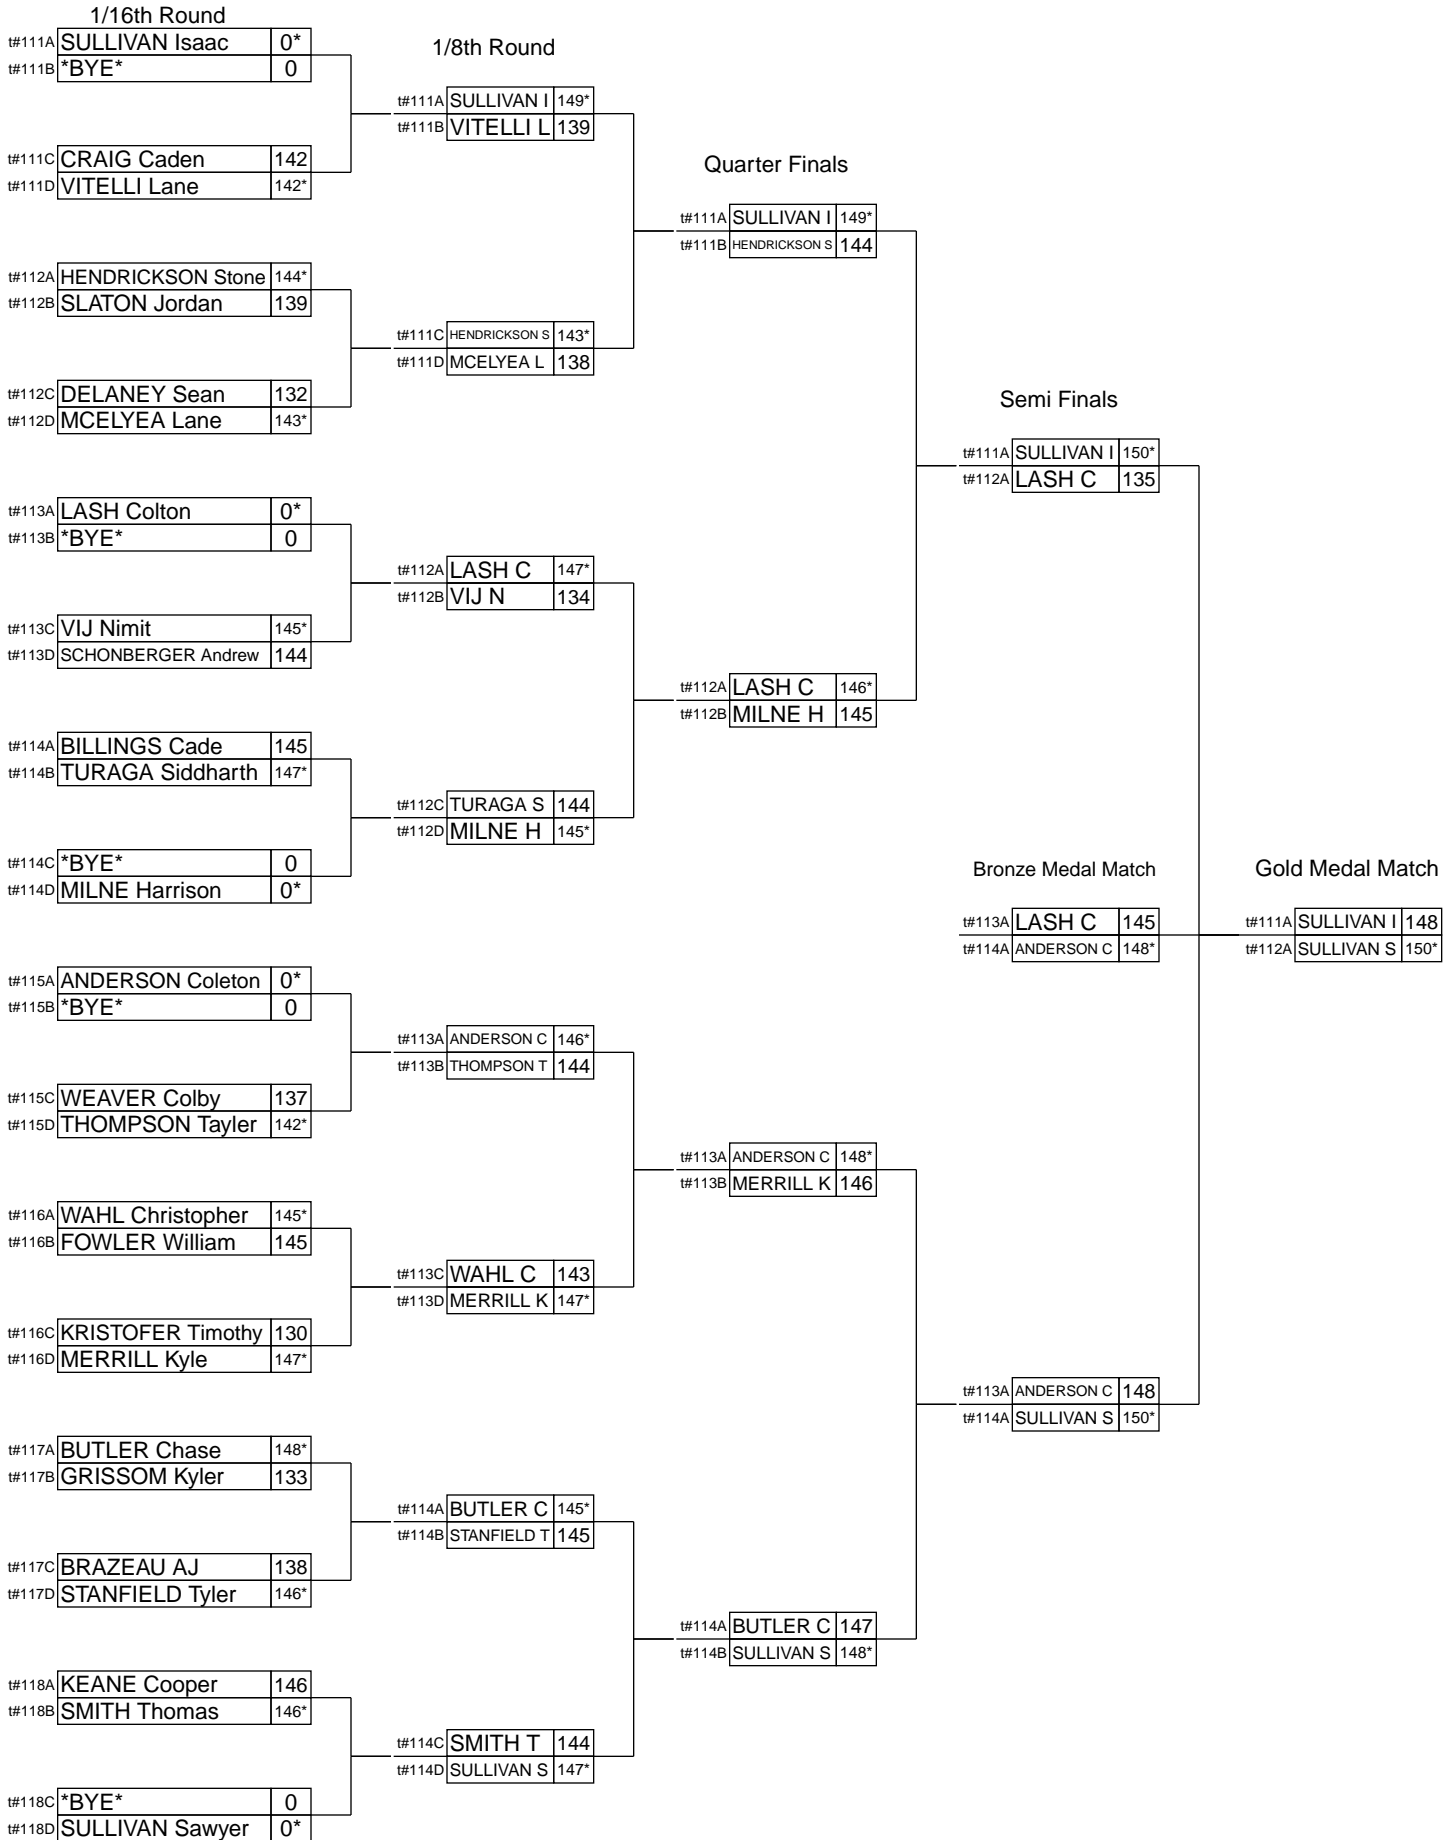 1/16th Round
t#111A SULLIVAN Isaac 0*
t#111B *BYE* 0
t#111C CRAIG Caden 142
t#111D VITELLI Lane 142*
t#112A HENDRICKSON Stone 144*
t#112B SLATON Jordan 139
t#112C DELANEY Sean 132
t#112D MCELYEA Lane 143*
t#113A LASH Colton 0*
t#113B *BYE* 0
t#113C VIJ Nimit 145*
t#113D SCHONBERGER Andrew 144
t#114A BILLINGS Cade 145
t#114B TURAGA Siddharth 147*
t#114C *BYE* 0
t#114D MILNE Harrison 0*
t#115A ANDERSON Coleton 0*
t#115B *BYE* 0
t#115C WEAVER Colby 137
t#115D THOMPSON Tayler 142*
t#116A WAHL Christopher 145*
t#116B FOWLER William 145
t#116C KRISTOFER Timothy 130
t#116D MERRILL Kyle 147*
t#117A BUTLER Chase 148*
t#117B GRISSOM Kyler 133
t#117C BRAZEAU AJ 138
t#117D STANFIELD Tyler 146*
t#118A KEANE Cooper 146
t#118B SMITH Thomas 146*
t#118C *BYE* 0
t#118D SULLIVAN Sawyer 0*
1/8th Round
t#111A SULLIVAN I 149*
t#111B VITELLI L 139
t#111C HENDRICKSON S 143*
t#111D MCELYEA L 138
t#112A LASH C 147*
t#112B VIJ N 134
t#112C TURAGA S 144
t#112D MILNE H 145*
t#113A ANDERSON C 146*
t#113B THOMPSON T 144
t#113C WAHL C 143
t#113D MERRILL K 147*
t#114A BUTLER C 145*
t#114B STANFIELD T 145
t#114C SMITH T 144
t#114D SULLIVAN S 147*
Quarter Finals
t#111A SULLIVAN I 149*
t#111B HENDRICKSON S 144
t#112A LASH C 146*
t#112B MILNE H 145
t#113A ANDERSON C 148*
t#113B MERRILL K 146
t#114A BUTLER C 147
t#114B SULLIVAN S 148*
Semi Finals
t#111A SULLIVAN I 150*
t#112A LASH C 135
t#113A ANDERSON C 148
t#114A SULLIVAN S 150*
Bronze Medal Match
t#113A LASH C 145
t#114A ANDERSON C 148*
Gold Medal Match
t#111A SULLIVAN I 148
t#112A SULLIVAN S 150*